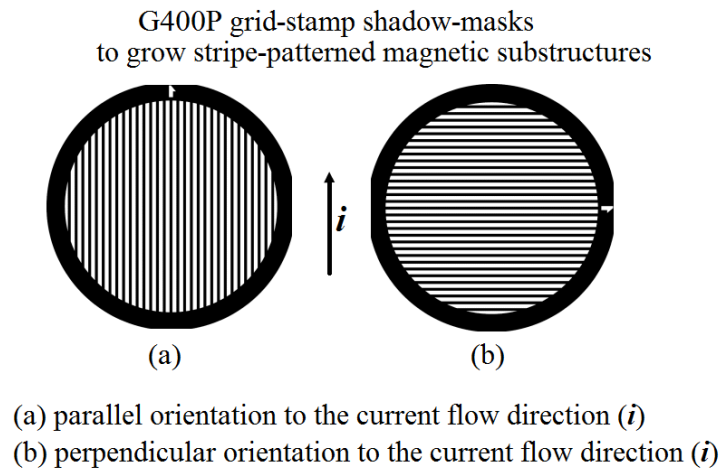 G400P grid-stamp shadow-masks
to grow stripe-patterned magnetic substructures
i
(a)
(b)
(a) parallel orientation to the current flow direction (i)
(b) perpendicular orientation to the current flow direction (i)